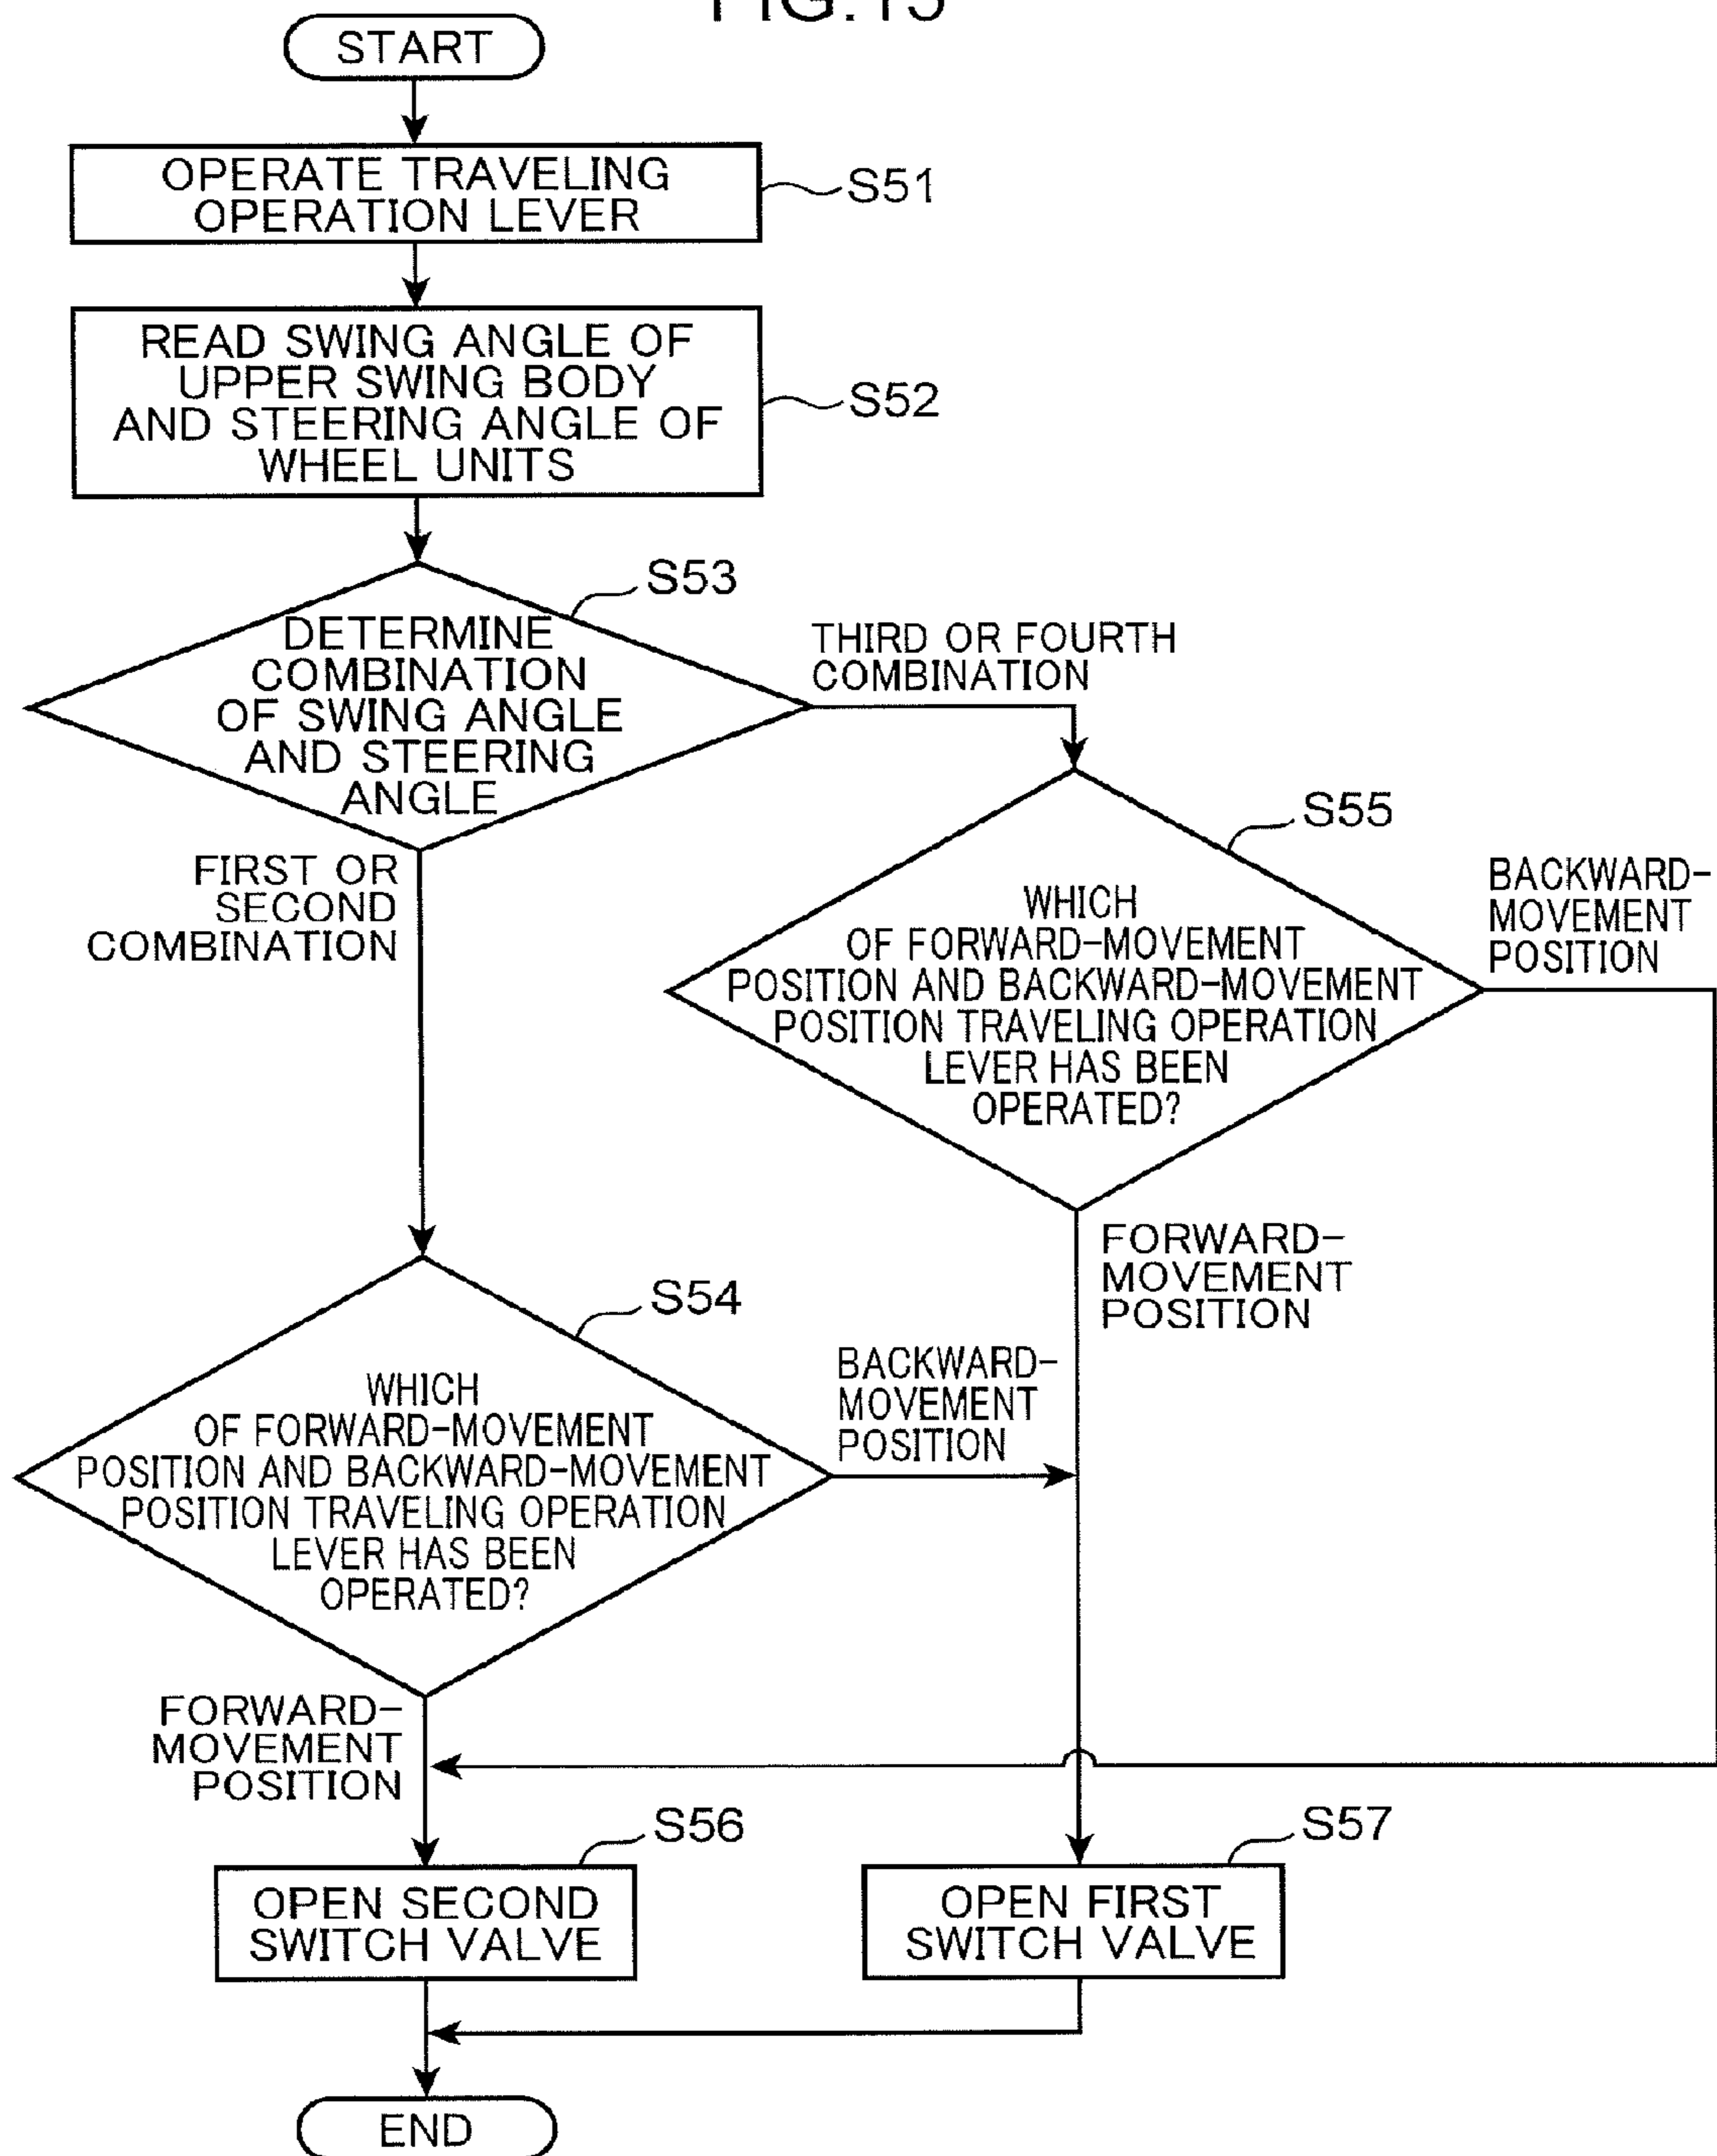 FIG.15
START
OPERATE TRAVELING
OPERATION LEVER
S51
READ SWING ANGLE OF
UPPER SWING BODY
AND STEERING ANGLE OF
WHEEL UNITS
S52
S53
DETERMINE
COMBINATION
OF SWING ANGLE
AND STEERING
ANGLE
THIRD OR FOURTH
COMBINATION
FIRST OR
SECOND
COMBINATION
S55
WHICH
OF FORWARD-MOVEMENT
POSITION AND BACKWARD-MOVEMENT
POSITION TRAVELING OPERATION
LEVER HAS BEEN
OPERATED?
BACKWARD-
MOVEMENT
POSITION
FORWARD-
MOVEMENT
POSITION
S54
WHICH
OF FORWARD-MOVEMENT
POSITION AND BACKWARD-MOVEMENT
POSITION TRAVELING OPERATION
LEVER HAS BEEN
OPERATED?
BACKWARD-
MOVEMENT
POSITION
FORWARD-
MOVEMENT
POSITION
S56
OPEN SECOND
SWITCH VALVE
S57
OPEN FIRST
SWITCH VALVE
END